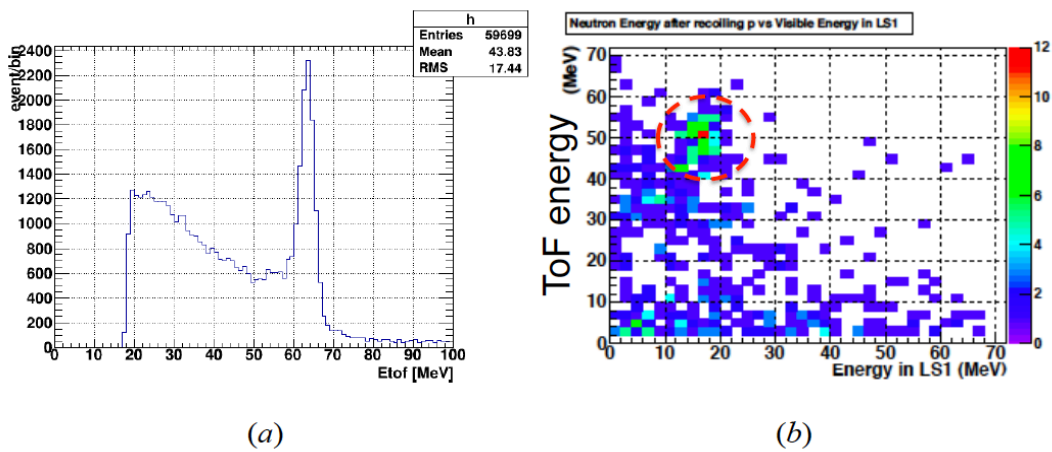 h
Entries 59699
Mean 43.83
RMS 17.44
event/bin
2400
2200
2000
1800
1600
1400
1200
1000
800
600
400
200
0
0 10 20 30 40 50 60 70 80 90 100
Etof [MeV]
(a)
Neutron Energy after recoiling p vs Visible Energy in LS1
ToF energy (MeV)
70
60
50
40
30
20
10
0
0 10 20 30 40 50 60 70
Energy in LS1 (MeV)
12
10
8
6
4
2
0
(b)